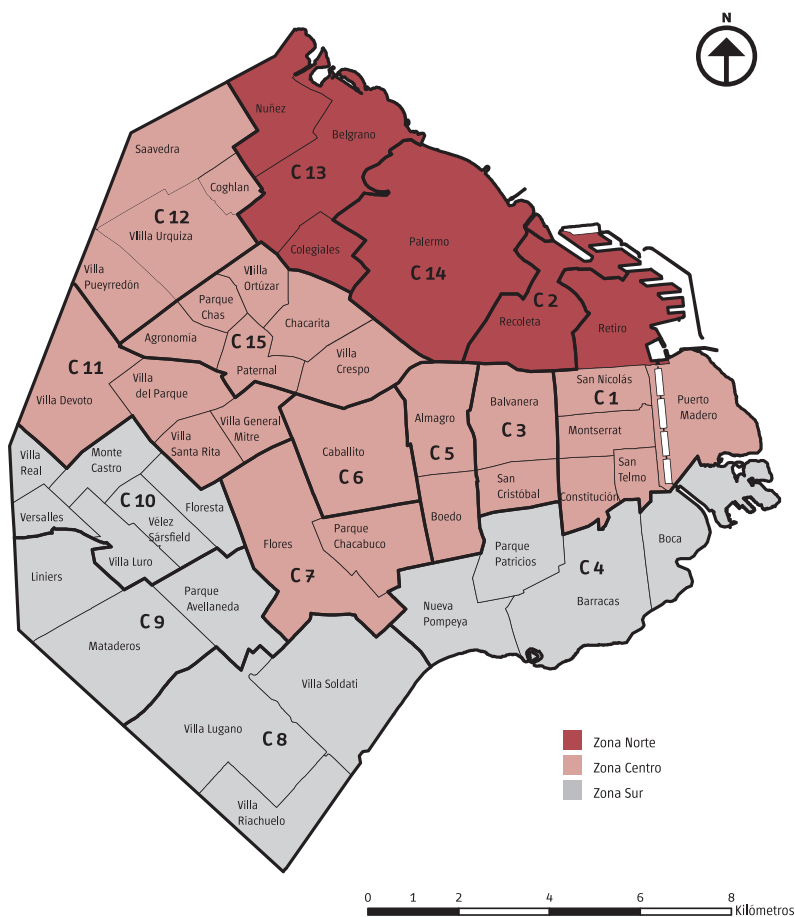 N
Nuñez
Belgrano
Saavedra
C 13
Coghlan
C 12
Vlilla Urquiza
Colegiales
Palermo
C 14
Villa
Pueyrredón
Vlilla
Ortúzar
Parque
Chas
C 2
Recoleta
Retiro
Chacarita
Agronomía
C 15
Paternal
Villa
Crespo
C 11
Villa Devoto
Villa
del Parque
San Nicolás
C 1
Puerto
Madero
Balvanera
C 3
Almagro
C 5
Montserrat
Villa General
Mitre
Villa
Santa Rita
Caballito
C 6
Villa
Real
Monte
Castro
San
Telmo
San
Cristóbal
Constitución
C 10
Floresta
Versalles
Vélez
Sársfield
Boedo
Flores
Parque
Chacabuco
Boca
Parque
Patricios
Villa Luro
C 7
C 4
Liniers
Parque
Avellaneda
Nueva
Pompeya
Barracas
C 9
Mataderos
Villa Soldati
Villa Lugano
C 8
Villa
Riachuelo
Zona Norte
Zona Centro
Zona Sur
0 1 2 4 6 8
Kilómetros